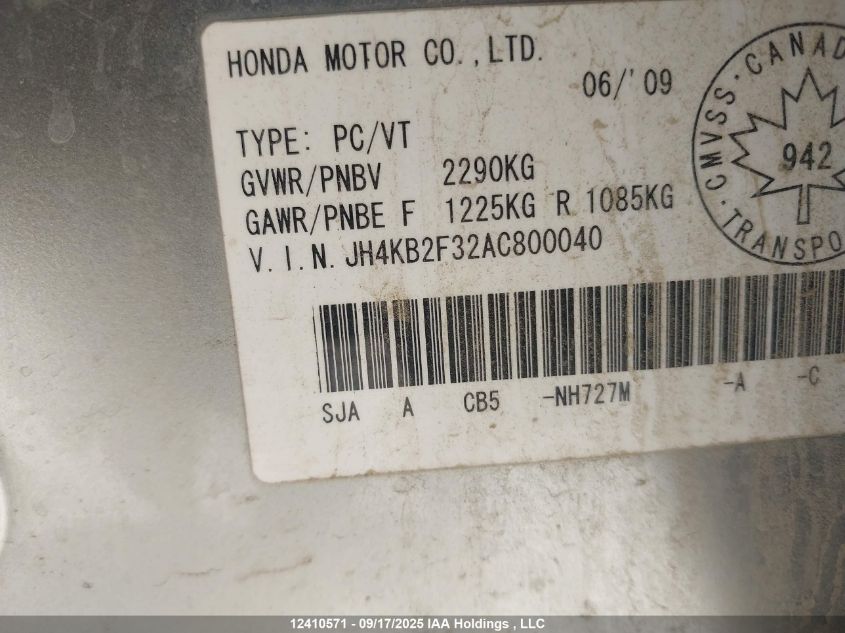 HONDA MOTOR CO.,LTD.
06/'09
TYPE: PC/VT
GVWR/PNBV 2290KG
GAWR/PNBE F 1225KG R 1085KG
V.I.N. JH4KB2F32AC800040
CMVSS · CANAD
942
TRANSPO
SJA A CB5 -NH727M -A -C
12410571 - 09/17/2025 IAA Holdings , LLC